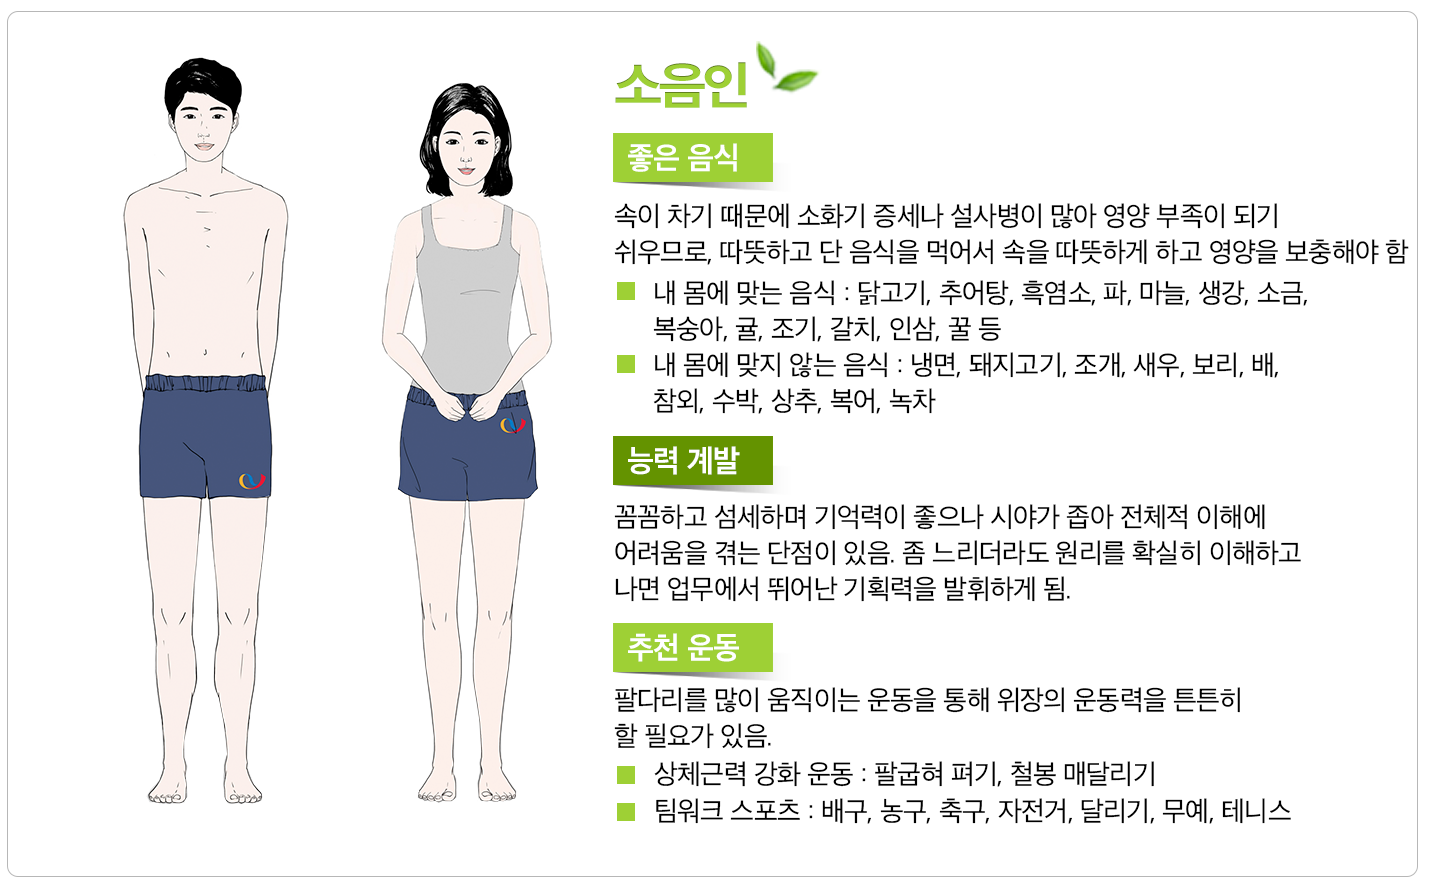 소음인
좋은 음식
속이 차기 때문에 소화기 증세나 설사병이 많아 영양 부족이 되기
쉬우므로, 따뜻하고 단 음식을 먹어서 속을 따뜻하게 하고 영양을 보충해야 함
내 몸에 맞는 음식 : 닭고기, 추어탕, 흑염소, 파, 마늘, 생강, 소금,
복숭아, 귤, 조기, 갈치, 인삼, 꿀 등
내 몸에 맞지 않는 음식 : 냉면, 돼지고기, 조개, 새우, 보리, 배,
참외, 수박, 상추, 복어, 녹차
능력 계발
꼼꼼하고 섬세하며 기억력이 좋으나 시야가 좁아 전체적 이해에
어려움을 겪는 단점이 있음. 좀 느리더라도 원리를 확실히 이해하고
나면 업무에서 뛰어난 기획력을 발휘하게 됨.
추천 운동
팔다리를 많이 움직이는 운동을 통해 위장의 운동력을 튼튼히
할 필요가 있음.
상체근력 강화 운동 : 팔굽혀 펴기, 철봉 매달리기
팀워크 스포츠 : 배구, 농구, 축구, 자전거, 달리기, 무예, 테니스